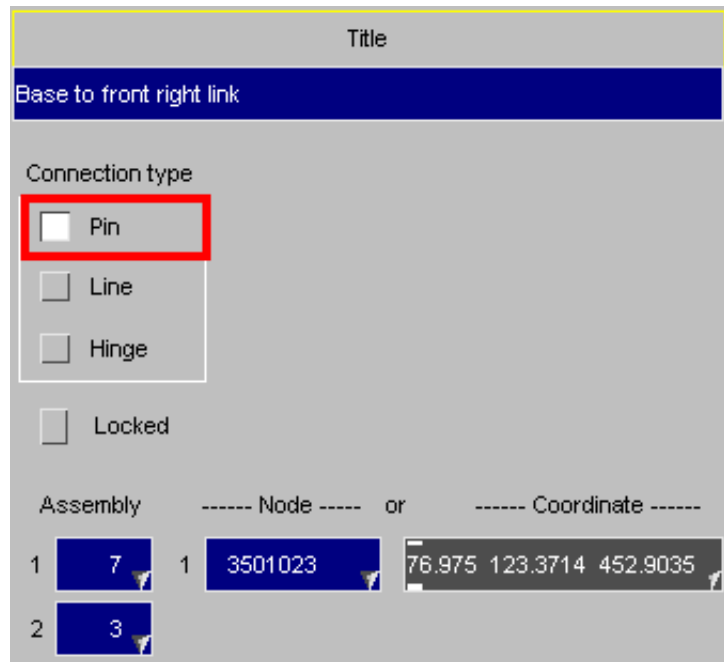 Title
Base to front right link
Connection type
Pin
Line
Hinge
Locked
Assembly ------ Node ----- or ------ Coordinate ------
1 7 1 3501023 76.975 123.3714 452.9035
2 3